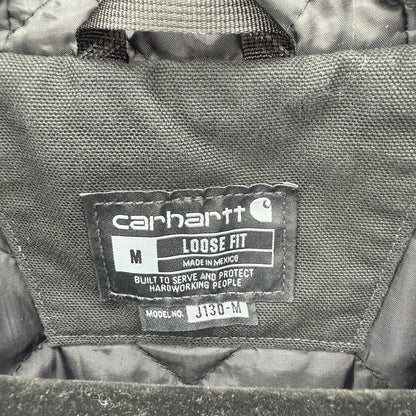 carhartt
M LOOSE FIT
MADE IN MEXICO
BUILT TO SERVE AND PROTECT
HARDWORKING PEOPLE
MODEL NO. J130-M